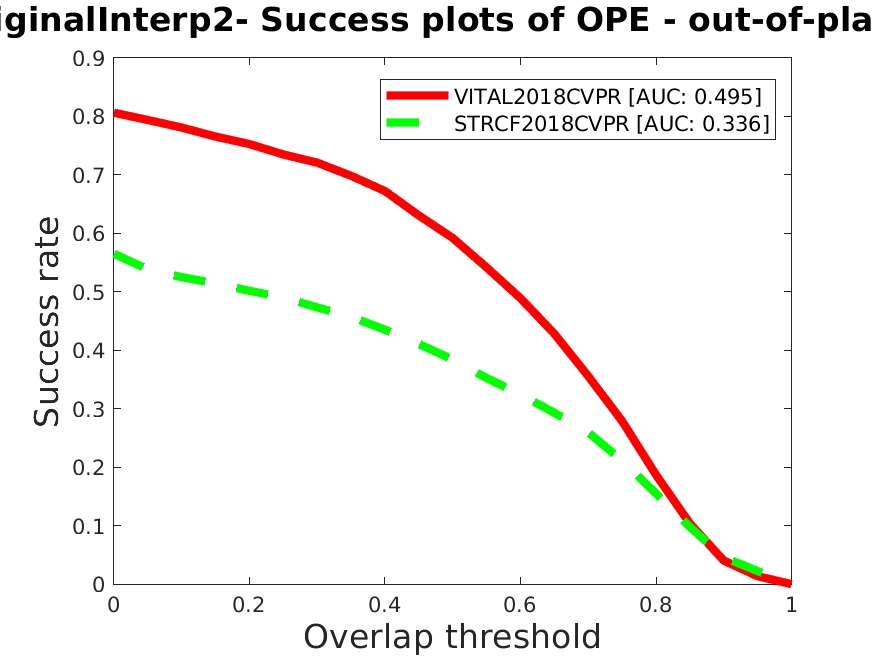 iginalInterp2- Success plots of OPE - out-of-pla
0.9
VITAL2018CVPR [AUC: 0.495]
STRCF2018CVPR [AUC: 0.336]
0.8
0.7
0.6
0.5
0.4
0.3
0.2
0.1
0
Success rate
0 0.2 0.4 0.6 0.8 1
Overlap threshold